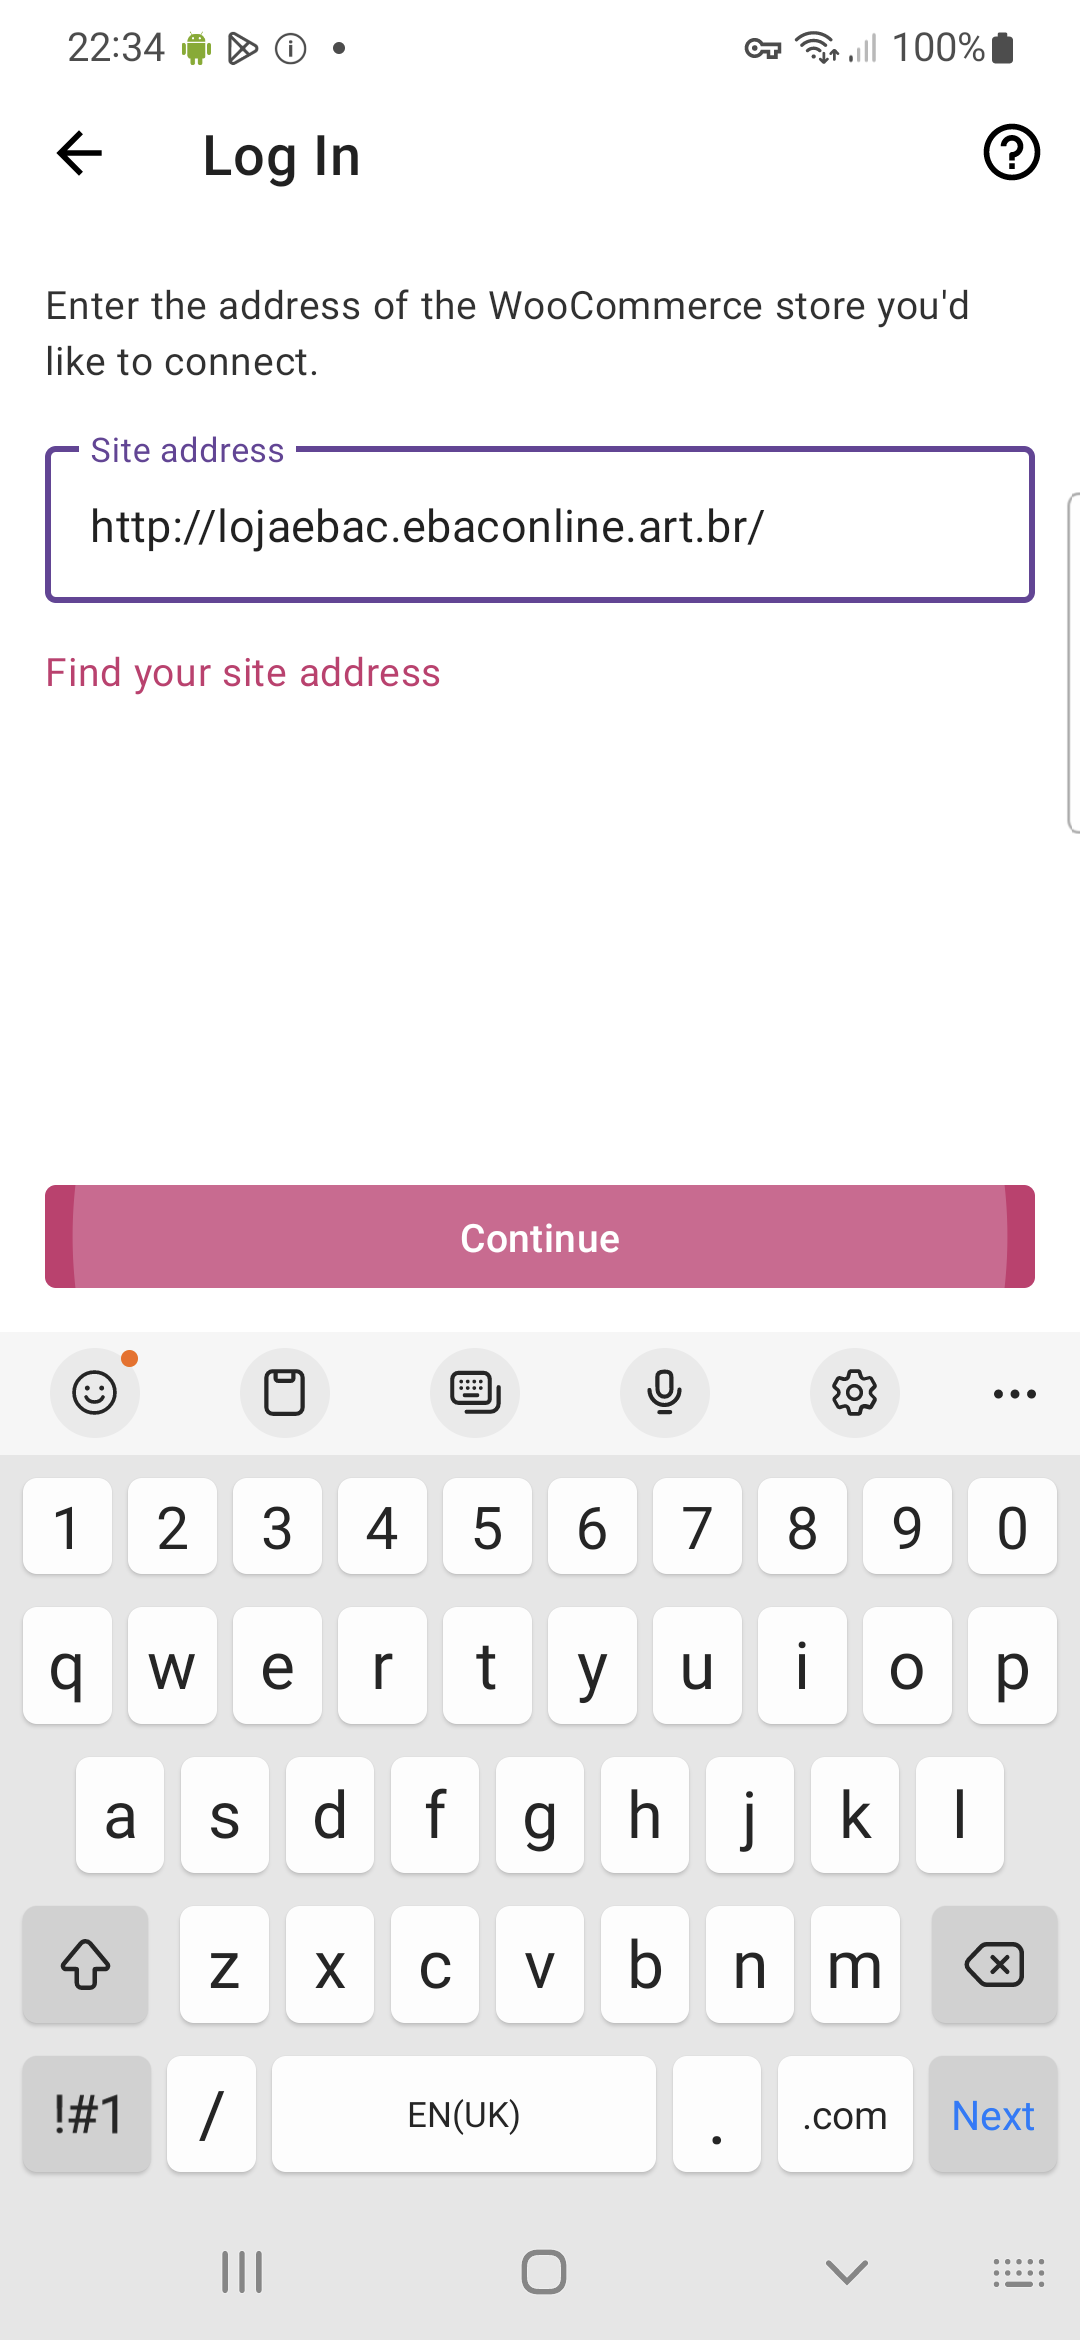 22:34
100%
Log In
Enter the address of the WooCommerce store you'd
like to connect.
Site address
http://lojaebac.ebaconline.art.br/
Find your site address
Continue
1 2 3 4 5 6 7 8 9 0
q w e r t y u i o p
a s d f g h j k l
z x c v b n m
!#1 / EN(UK) . .com Next